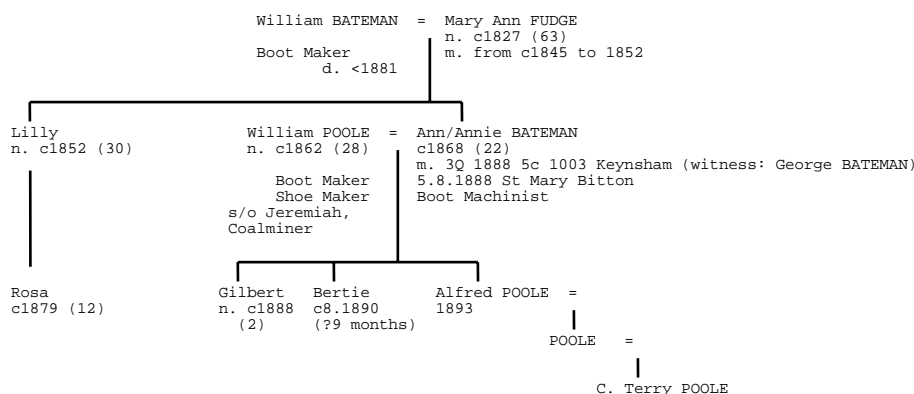 William BATEMAN = Mary Ann FUDGE
n. c1827 (63)
Boot Maker m. from c1845 to 1852
d. <1881
Lilly William POOLE = Ann/Annie BATEMAN
n. c1852 (30) n. c1862 (28) c1868 (22)
m. 3Q 1888 5c 1003 Keynsham (witness: George BATEMAN)
Boot Maker 5.8.1888 St Mary Bitton
Shoe Maker Boot Machinist
s/o Jeremiah,
Coalminer
Rosa Gilbert Bertie Alfred POOLE =
c1879 (12) n. c1888 c8.1890 1893
(2) (?9 months)
POOLE =
C. Terry POOLE